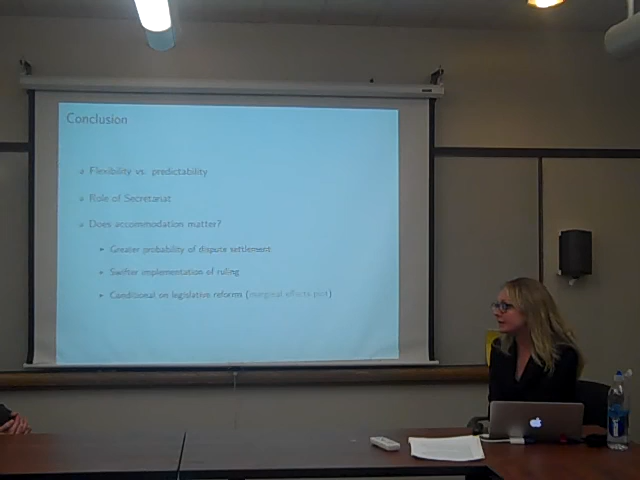 Conclusion
Flexibility vs. predictability
Role of Secretariat
Does accommodation matter?
Greater probability of dispute settlement
Swifter implementation of ruling
Conditional on legislative reforms (marginal effects plot)